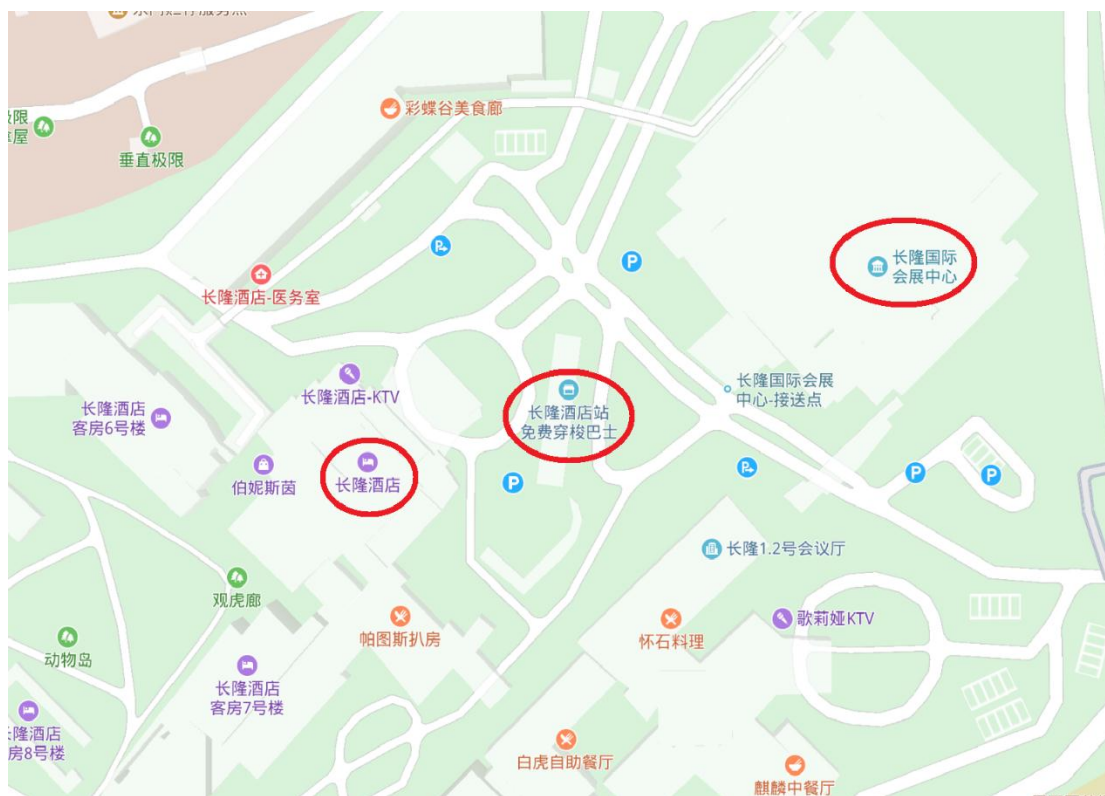 彩蝶谷美食廊
极限
垂直极限
长隆国际
会展中心
长隆酒店-医务室
P
P
长隆国际会展
中心-接送点
长隆酒店-KTV
长隆酒店站
免费穿梭巴士
长隆酒店
客房6号楼
伯妮斯茵
长隆酒店
P
P
P
P
长隆1.2号会议厅
观虎廊
歌莉娅KTV
帕图斯扒房
怀石料理
动物岛
长隆酒店
客房7号楼
长隆酒店
房8号楼
白虎自助餐厅
麒麟中餐厅